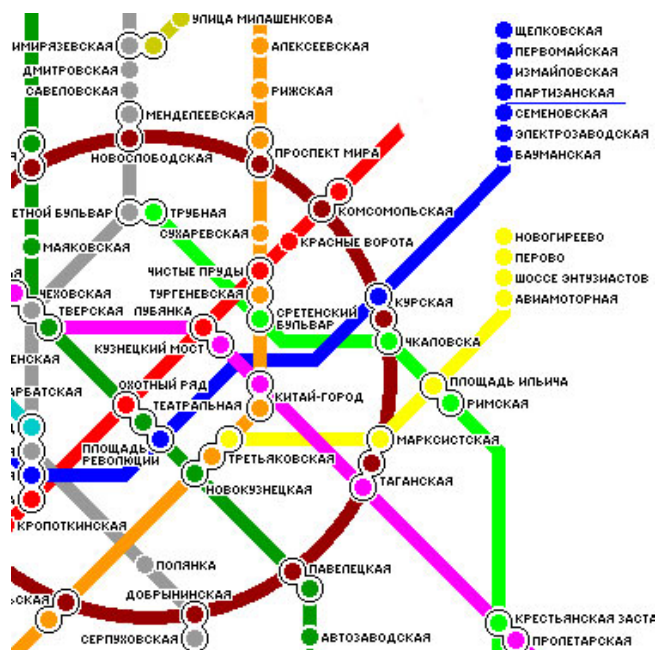 УЛИЦА МИЛАШЕНКОВА
ИМИРЯЗЕВСКАЯ
АЛЕКСЕЕВСКАЯ
ЩЕЛКОВСКАЯ
ПЕРВОМАЙСКАЯ
ДМИТРОВСКАЯ
ИЗМАЙЛОВСКАЯ
САВЕЛОВСКАЯ
РИЖСКАЯ
ПАРТИЗАНСКАЯ
МЕНДЕЛЕЕВСКАЯ
СЕМЕНОВСКАЯ
ЭЛЕКТРОЗАВОДСКАЯ
НОВОСЛОБОДСКАЯ
ПРОСПЕКТ МИРА
БАУМАНСКАЯ
Я
ЕТНОЙ БУЛЬВАР
ТРУБНАЯ
КОМСОМОЛЬСКАЯ
СУХАРЕВСКАЯ
КРАСНЫЕ ВОРОТА
НОВОГИРЕЕВО
МАЯКОВСКАЯ
ПЕРОВО
ЧИСТЫЕ ПРУДЫ
ШОССЕ ЭНТУЗИАСТОВ
АЯ
ЧЕХОВСКАЯ
ТУРГЕНЕВСКАЯ
КУРСКАЯ
АВИАМОТОРНАЯ
ТВЕРСКАЯ
ЛУБЯНКА
СРЕТЕНСКИЙ
БУЛЬВАР
КУЗНЕЦКИЙ МОСТ
ЧКАЛОВСКА
ЕНСКАЯ
ОХОТНЫЙ РЯД
ПЛОЩАДЬ ИЛЬИЧА
АРБАТСКАЯ
ТЕАТРАЛЬНАЯ
КИТАЙ-ГОРОД
РИМСКАЯ
МАРКСИСТСКАЯ
ПЛОЩАДЬ
РЕВОЛЮЦИИ
ТРЕТЬЯКОВСКАЯ
ТАГАНСКАЯ
НОВОКУЗНЕЦКАЯ
КРОПОТКИНСКАЯ
ПОЛЯНКА
ПАВЕЛЕЦКАЯ
ЬСКАЯ
ДОБРЫНИНСКАЯ
КРЕСТЬЯНСКАЯ ЗАСТА
СЕРПУХОВСКАЯ
АВТОЗАВОДСКАЯ
ПРОЛЕТАРСКАЯ